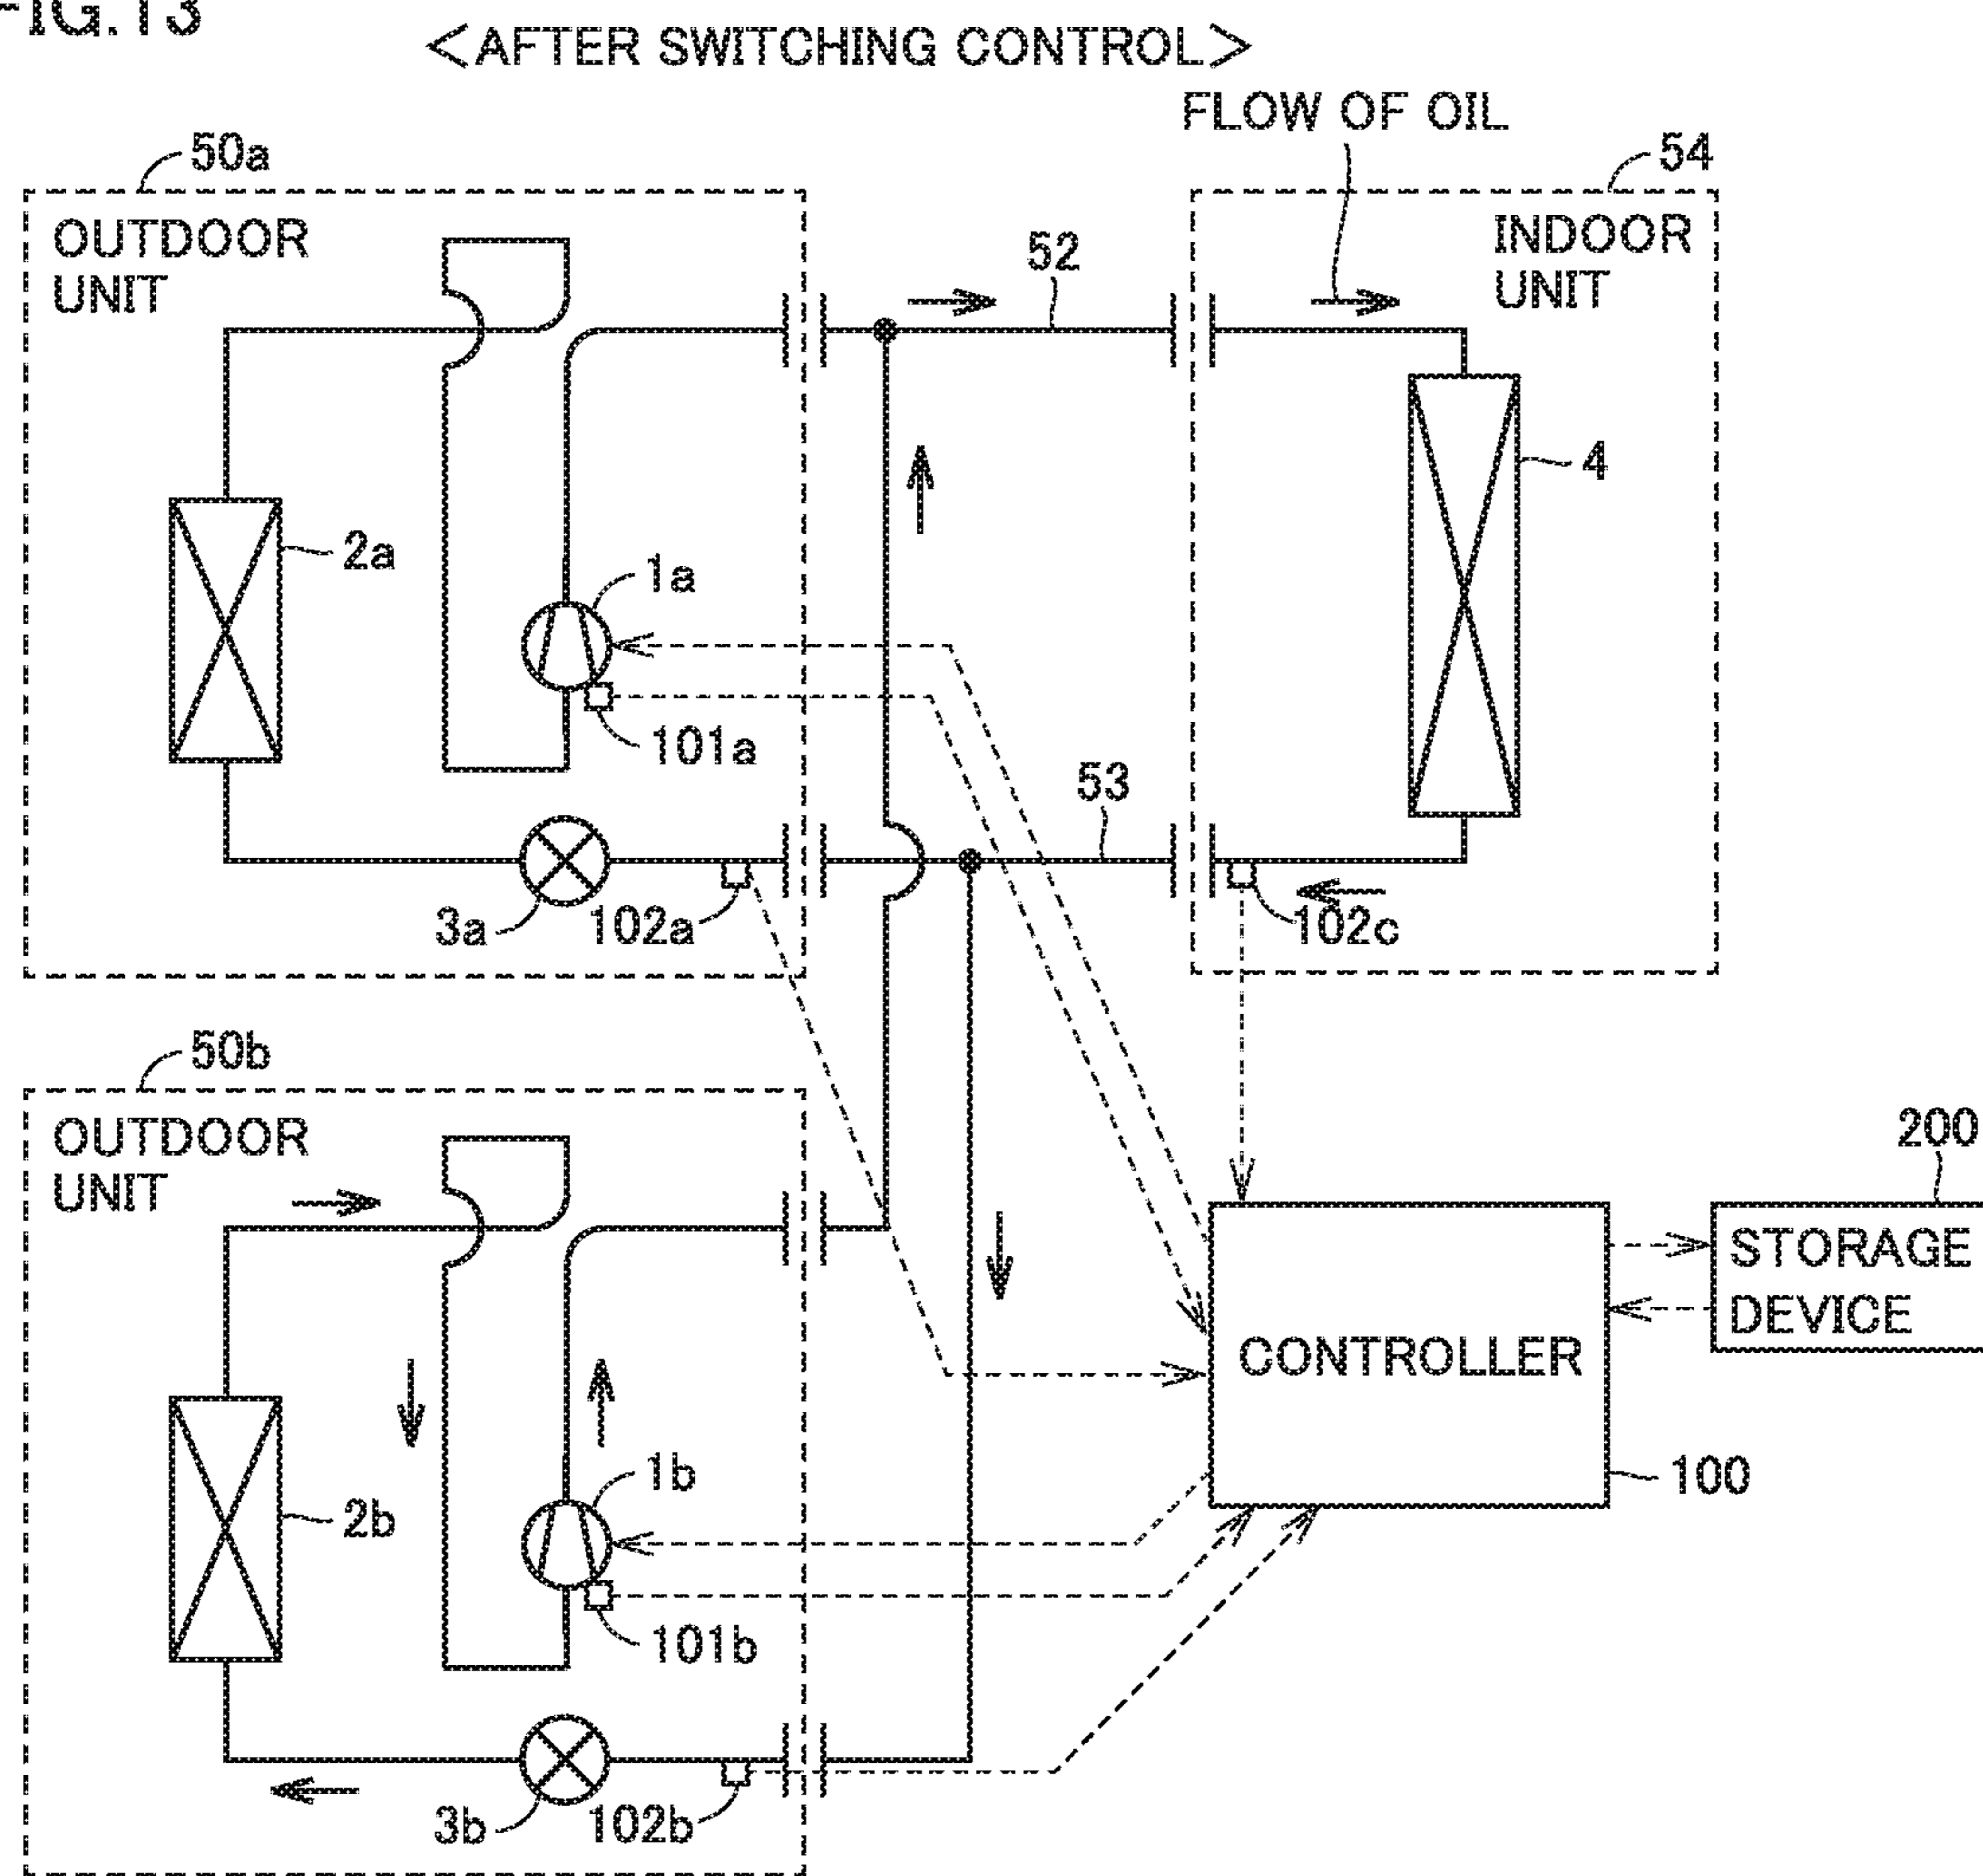 FIG.13
<AFTER SWITCHING CONTROL>
FLOW OF OIL
50a
54
OUTDOOR
UNIT
INDOOR
UNIT
52
4
2a
1a
101a
53
3a
102a
102c
50b
OUTDOOR
UNIT
200
STORAGE
DEVICE
CONTROLLER
100
1b
2b
101b
3b
102b